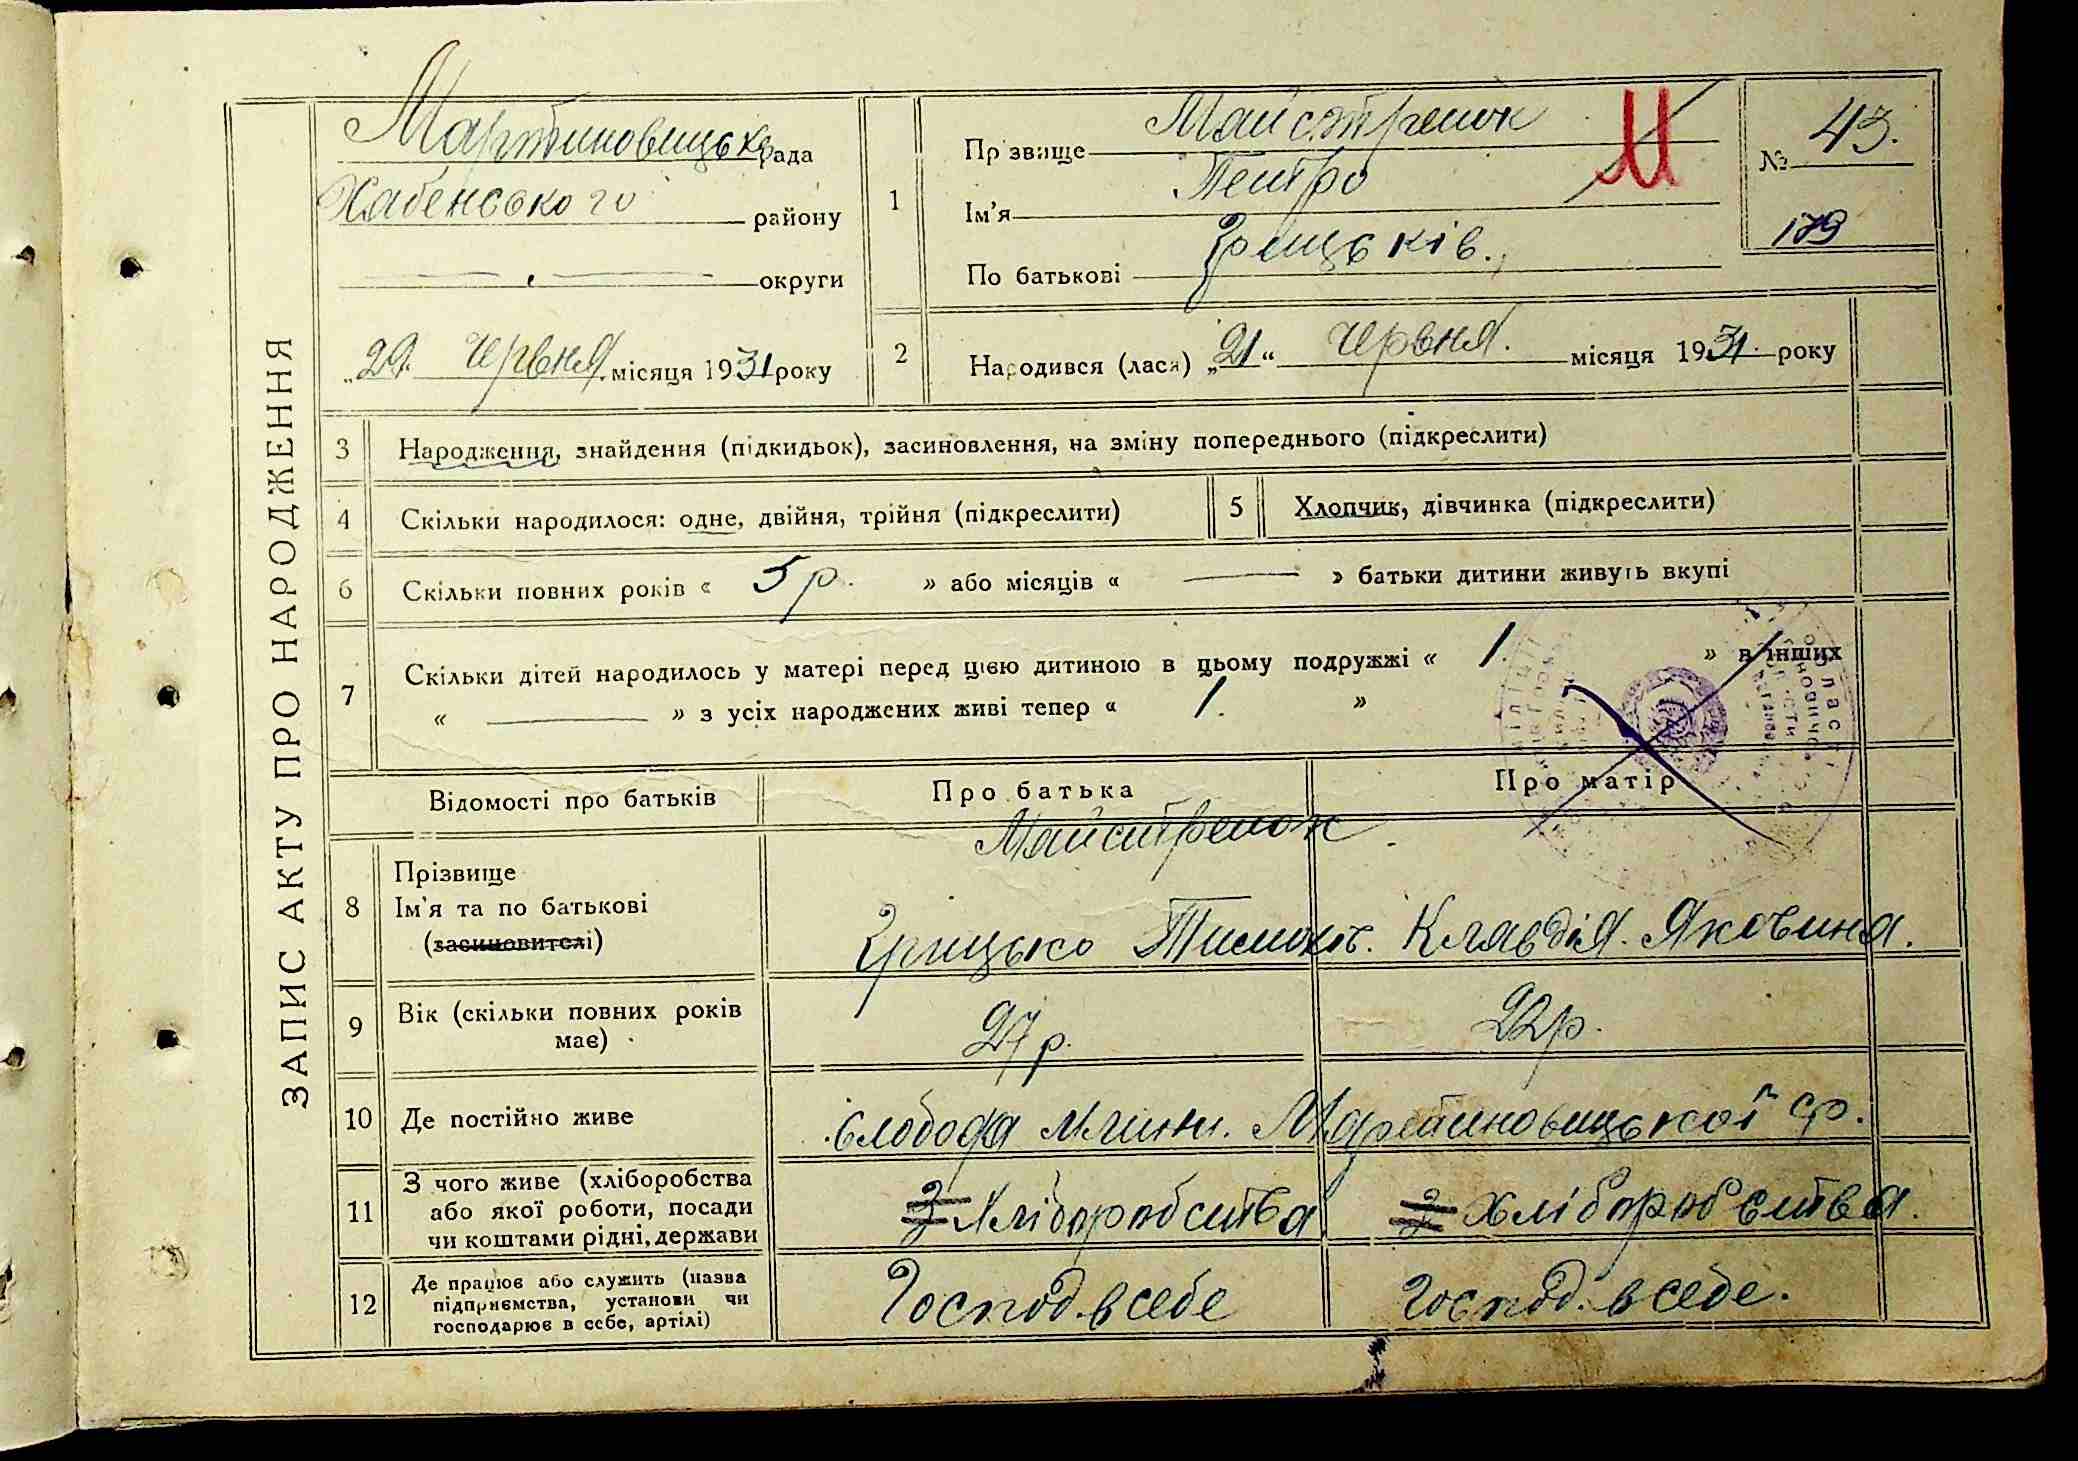 ЗАПИС АКТУ ПРО НАРОДЖЕННЯ
Мартиновицька рада
Хабенського району
округи
„29. червня. місяця 1931 року
1
Прізвище Майстренок
Ім'я Петро
По батькові Грицьків.
М
№ 43.
179
2
Народився (лася) „21“ червня. місяця 1931. року
3 Народження, знайдення (підкидьок), засиновлення, на зміну попереднього (підкреслити)
4 Скільки народилося: одне, двійня, трійня (підкреслити)
5 Хлопчик, дівчинка (підкреслити)
6 Скільки повних років « 5 р. » або місяців « — » батьки дитини живуть вкупі
7 Скільки дітей народилось у матері перед цією дитиною в цьому подружжі « 1. » в інших
« — » з усіх народжених живі тепер « 1. »
Відомості про батьків Про батька Про матір
8 Прізвище
Ім'я та по батькові
(засиновителі)
Майстренок.
Грицько Тимох. Клавдія. Яковина.
9 Вік (скільки повних років
має)
27 р. 22 р.
10 Де постійно живе слобода Мартиновицької ср.
11 З чого живе (хліборобства
або якої роботи, посади
чи коштами рідні, держави
З Хліборобства З Хліборобства.
12 Де працює або служить (назва
підприємства, установи чи
господарює в себе, артілі)
Господ. в себе Господ. в себе.